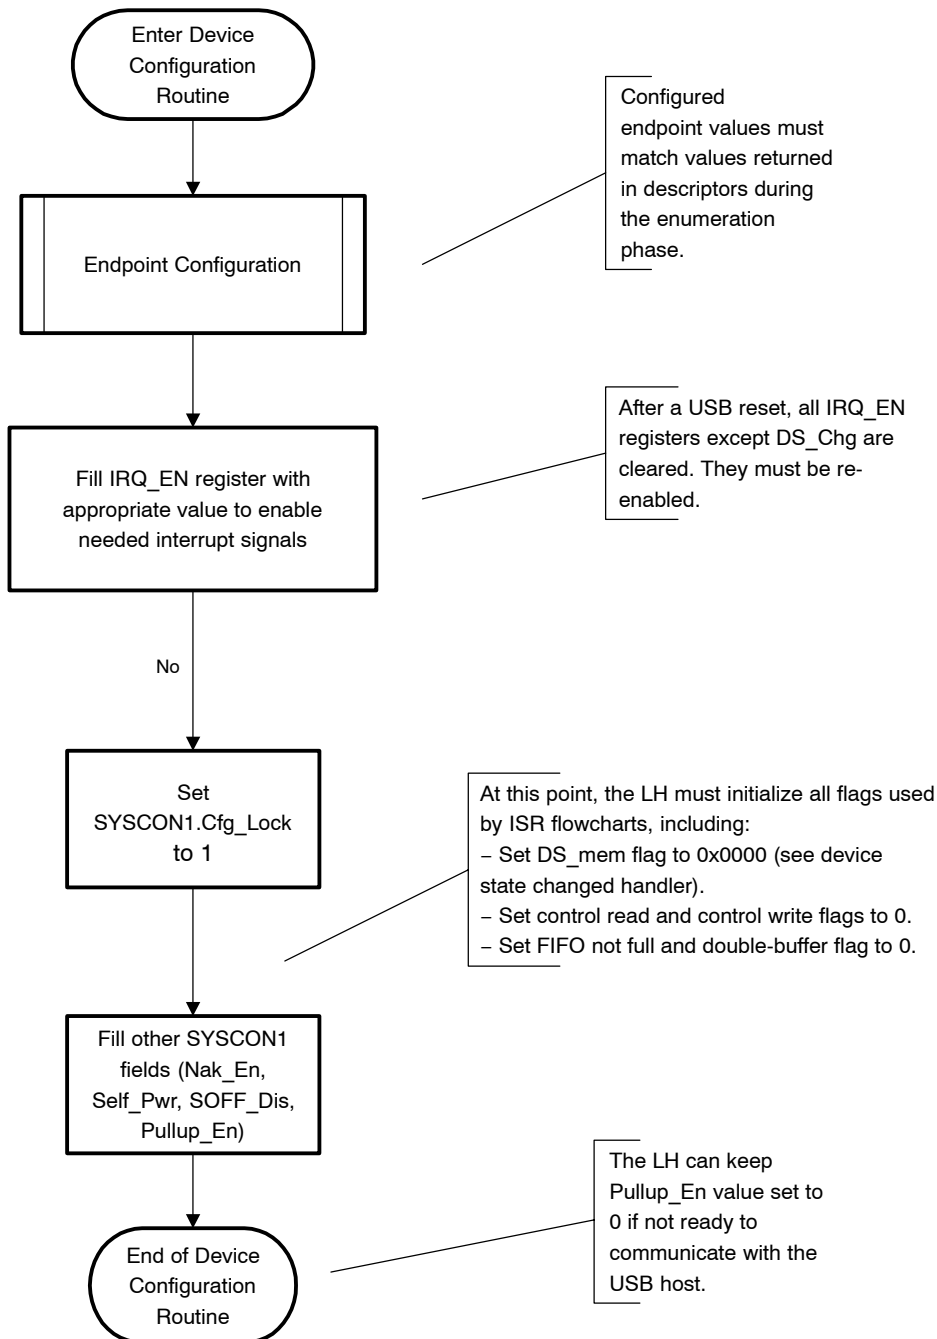 Enter Device
Configuration
Routine
Configured
endpoint values must
match values returned
in descriptors during
the enumeration
phase.
Endpoint Configuration
After a USB reset, all IRQ_EN
registers except DS_Chg are
cleared. They must be re-
enabled.
Fill IRQ_EN register with
appropriate value to enable
needed interrupt signals
No
Set
SYSCON1.Cfg_Lock
to 1
At this point, the LH must initialize all flags used
by ISR flowcharts, including:
– Set DS_mem flag to 0x0000 (see device
state changed handler).
– Set control read and control write flags to 0.
– Set FIFO not full and double-buffer flag to 0.
Fill other SYSCON1
fields (Nak_En,
Self_Pwr, SOFF_Dis,
Pullup_En)
The LH can keep
Pullup_En value set to
0 if not ready to
communicate with the
USB host.
End of Device
Configuration
Routine